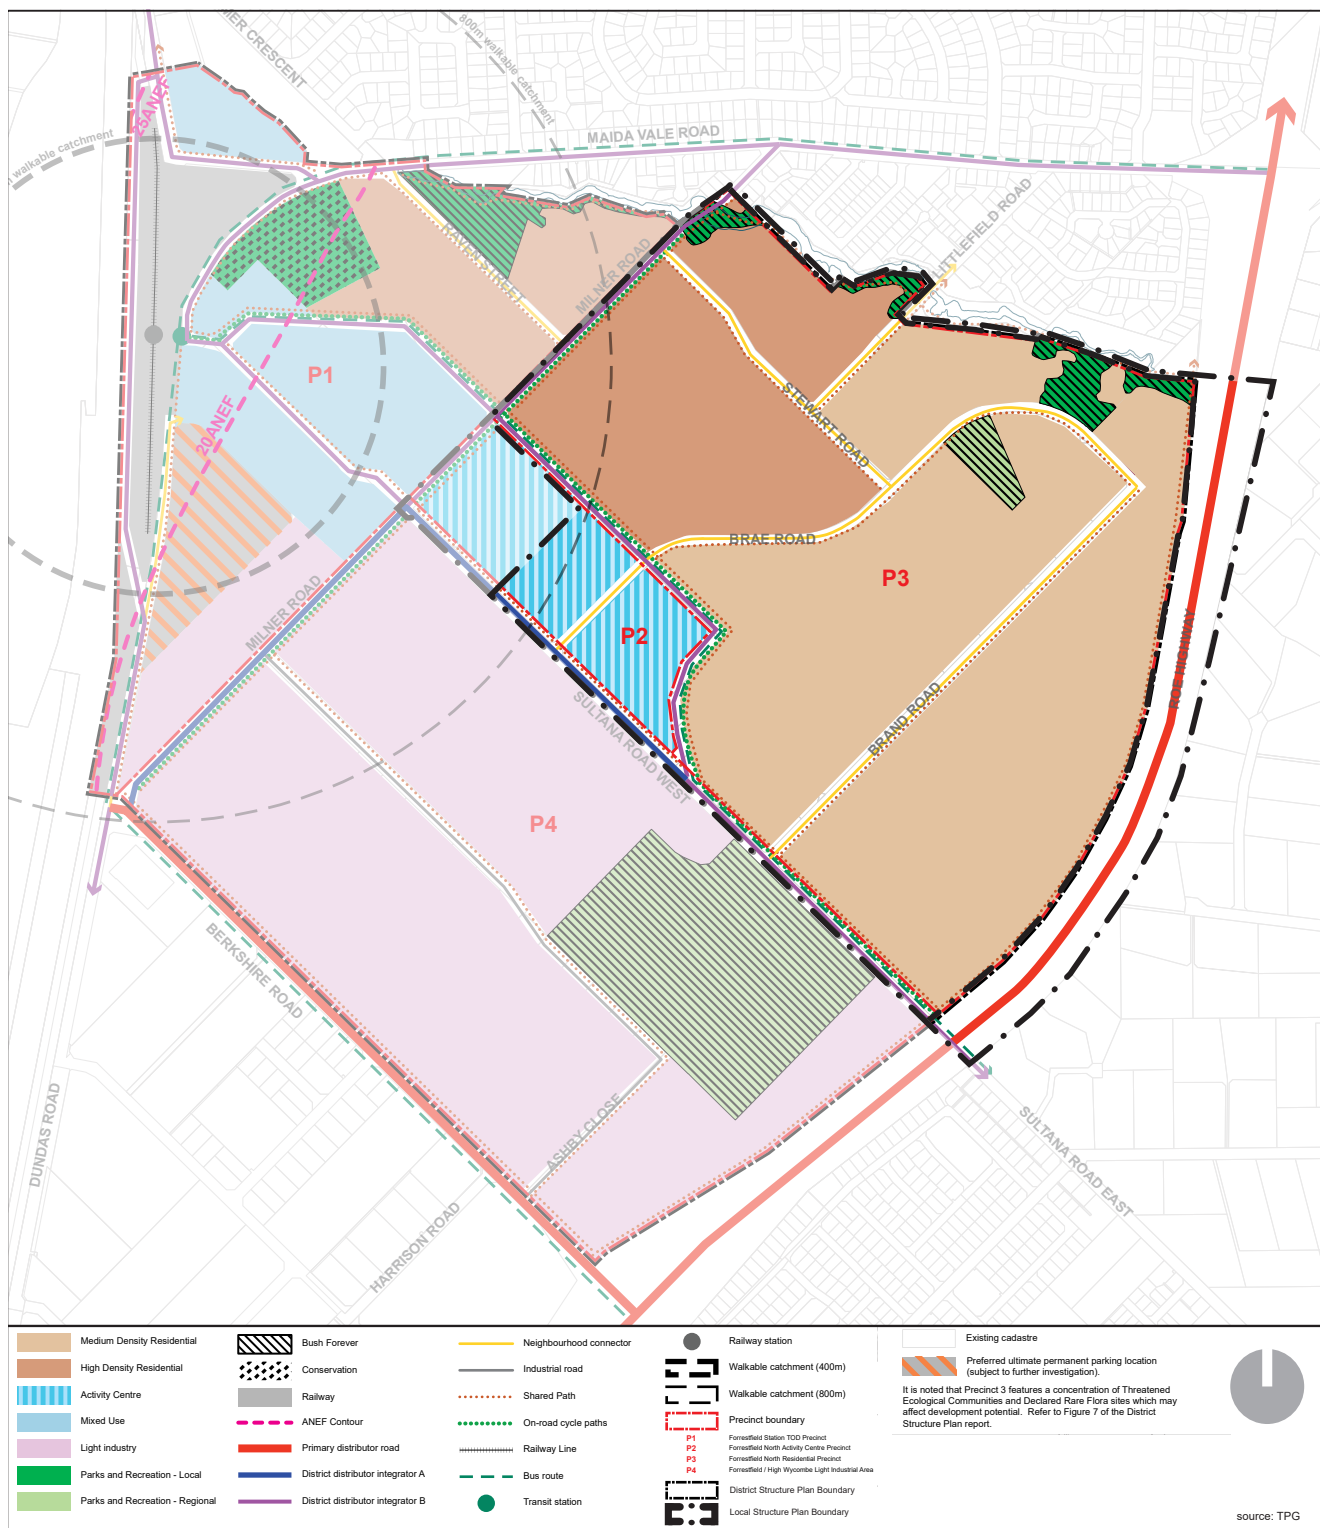 MER CRESCENT
800m walkable catchment
MAIDA VALE ROAD
25ANEF
m walkable catchment
LITTLEFIELD ROAD
RAVEN STREET
MILNER ROAD
P1
STEWART ROAD
20ANEF
BRAE ROAD
P3
MILNER ROAD
P2
ROE HIGHWAY
SULTANA ROAD WEST
BRAND ROAD
P4
BERKSHIRE ROAD
DUNDAS ROAD
ASHBY CLOSE
HARRISON ROAD
SULTANA ROAD EAST
Medium Density Residential
High Density Residential
Activity Centre
Mixed Use
Light industry
Parks and Recreation - Local
Parks and Recreation - Regional
Bush Forever
Conservation
Railway
ANEF Contour
Primary distributor road
District distributor integrator A
District distributor integrator B
Neighbourhood connector
Industrial road
Shared Path
On-road cycle paths
Railway Line
Bus route
Transit station
Railway station
Walkable catchment (400m)
Walkable catchment (800m)
Precinct boundary
P1 Forrestfield Station TOD Precinct
P2 Forrestfield North Activity Centre Precinct
P3 Forrestfield North Residential Precinct
P4 Forrestfield / High Wycombe Light Industrial Area
District Structure Plan Boundary
Local Structure Plan Boundary
Existing cadastre
Preferred ultimate permanent parking location
(subject to further investigation).
It is noted that Precinct 3 features a concentration of Threatened
Ecological Communities and Declared Rare Flora sites which may
affect development potential. Refer to Figure 7 of the District
Structure Plan report.
source: TPG